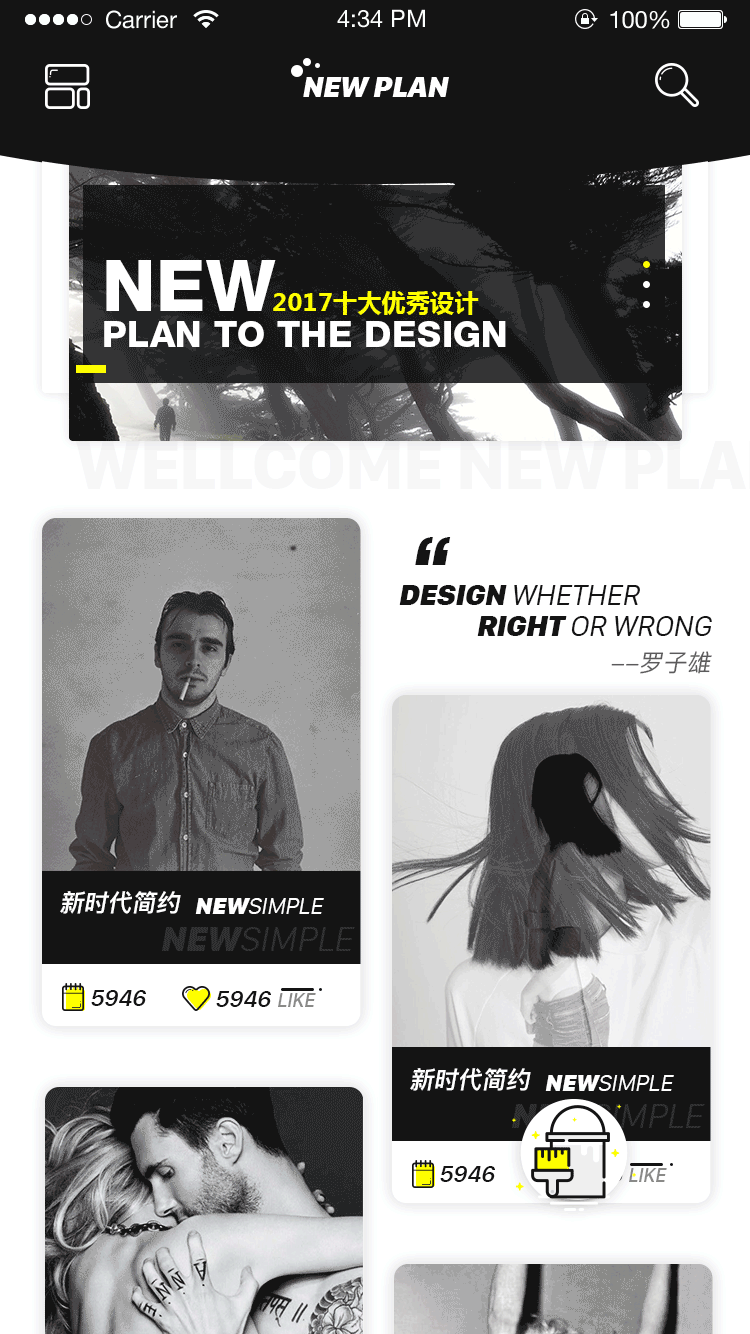 Carrier 4:34 PM 100%
NEW PLAN
NEW 2017十大优秀设计
PLAN TO THE DESIGN
WELLCOME NEW PLA
“
DESIGN WHETHER
RIGHT OR WRONG
——罗子雄
新时代简约 NEWSIMPLE
NEWSIMPLE
5946 5946 LIKE
新时代简约 NEWSIMPLE
NEWSIMPLE
5946 LIKE